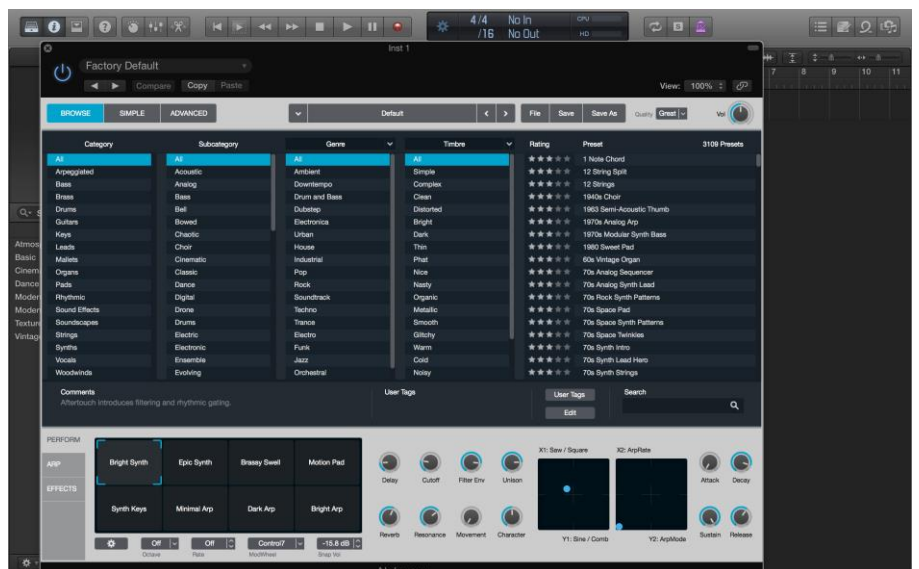 4/4 No In CPU
/16 No Out HD
7 8 9 10 11
Inst 1
Factory Default
Compare Copy Paste View: 100%
BROWSE SIMPLE ADVANCED Default File Save Save As Quality Great Vol
Category Subcategory Genre Timbre Rating Preset 3109 Presets
All All All All 1 Note Chord
Arpeggiated Acoustic Ambient Simple 12 String Split
Bass Analog Downtempo Complex 12 Strings
Brass Bass Drum and Bass Clean 1940s Choir
Drums Bell Dubstep Distorted 1963 Semi-Acoustic Thumb
Guitars Bowed Electronica Bright 1970s Analog Arp
Keys Chaotic Urban Dark 1970s Modular Synth Bass
Leads Choir House Thin 1980 Sweet Pad
Mallets Cinematic Industrial Phat 60s Vintage Organ
Organs Classic Pop Nice 70s Analog Sequencer
Pads Dance Rock Nasty 70s Analog Synth Lead
Rhythmic Digital Soundtrack Organic 70s Rock Synth Patterns
Sound Effects Drone Techno Metallic 70s Space Pad
Soundscapes Drums Trance Smooth 70s Space Synth Patterns
Strings Electric Electro Glitchy 70s Space Twinkles
Synths Electronic Funk Warm 70s Synth Intro
Vocals Ensemble Jazz Cold 70s Synth Lead Hero
Woodwinds Evolving Orchestral Noisy 70s Synth Strings
Atmos
Basic
Cinem
Dance
Moder
Moder
Textur
Vintag
Comments User Tags User Tags Search
Aftertouch introduces filtering and rhythmic gating.
Edit
PERFORM
ARP
EFFECTS
Bright Synth Epic Synth Brassy Swell Motion Pad
Synth Keys Minimal Arp Dark Arp Bright Arp
Off Off Control7 -15.8 dB
Octave Rate ModWheel Snap Vol
Delay Cutoff Filter Env Unison
Reverb Resonance Movement Character
X1: Saw / Square X2: ArpRate
Y1: Sine / Comb Y2: ArpMode
Attack Decay
Sustain Release